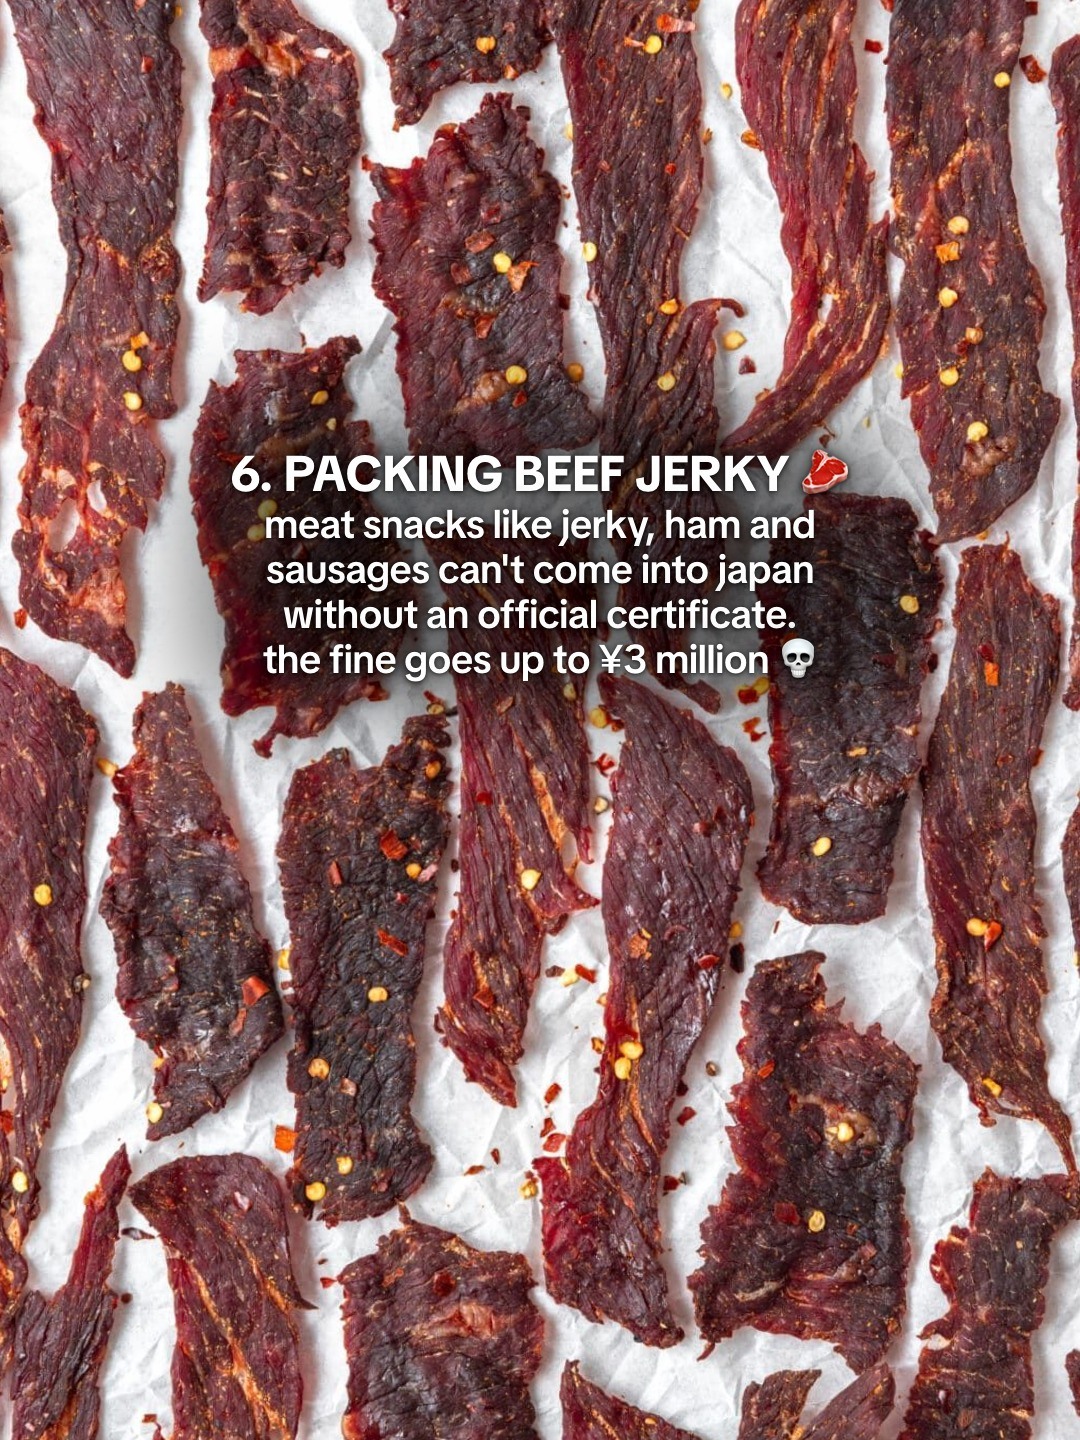 6. PACKING BEEF JERKY 🥩
meat snacks like jerky, ham and
sausages can't come into japan
without an official certificate.
the fine goes up to ¥3 million 💀